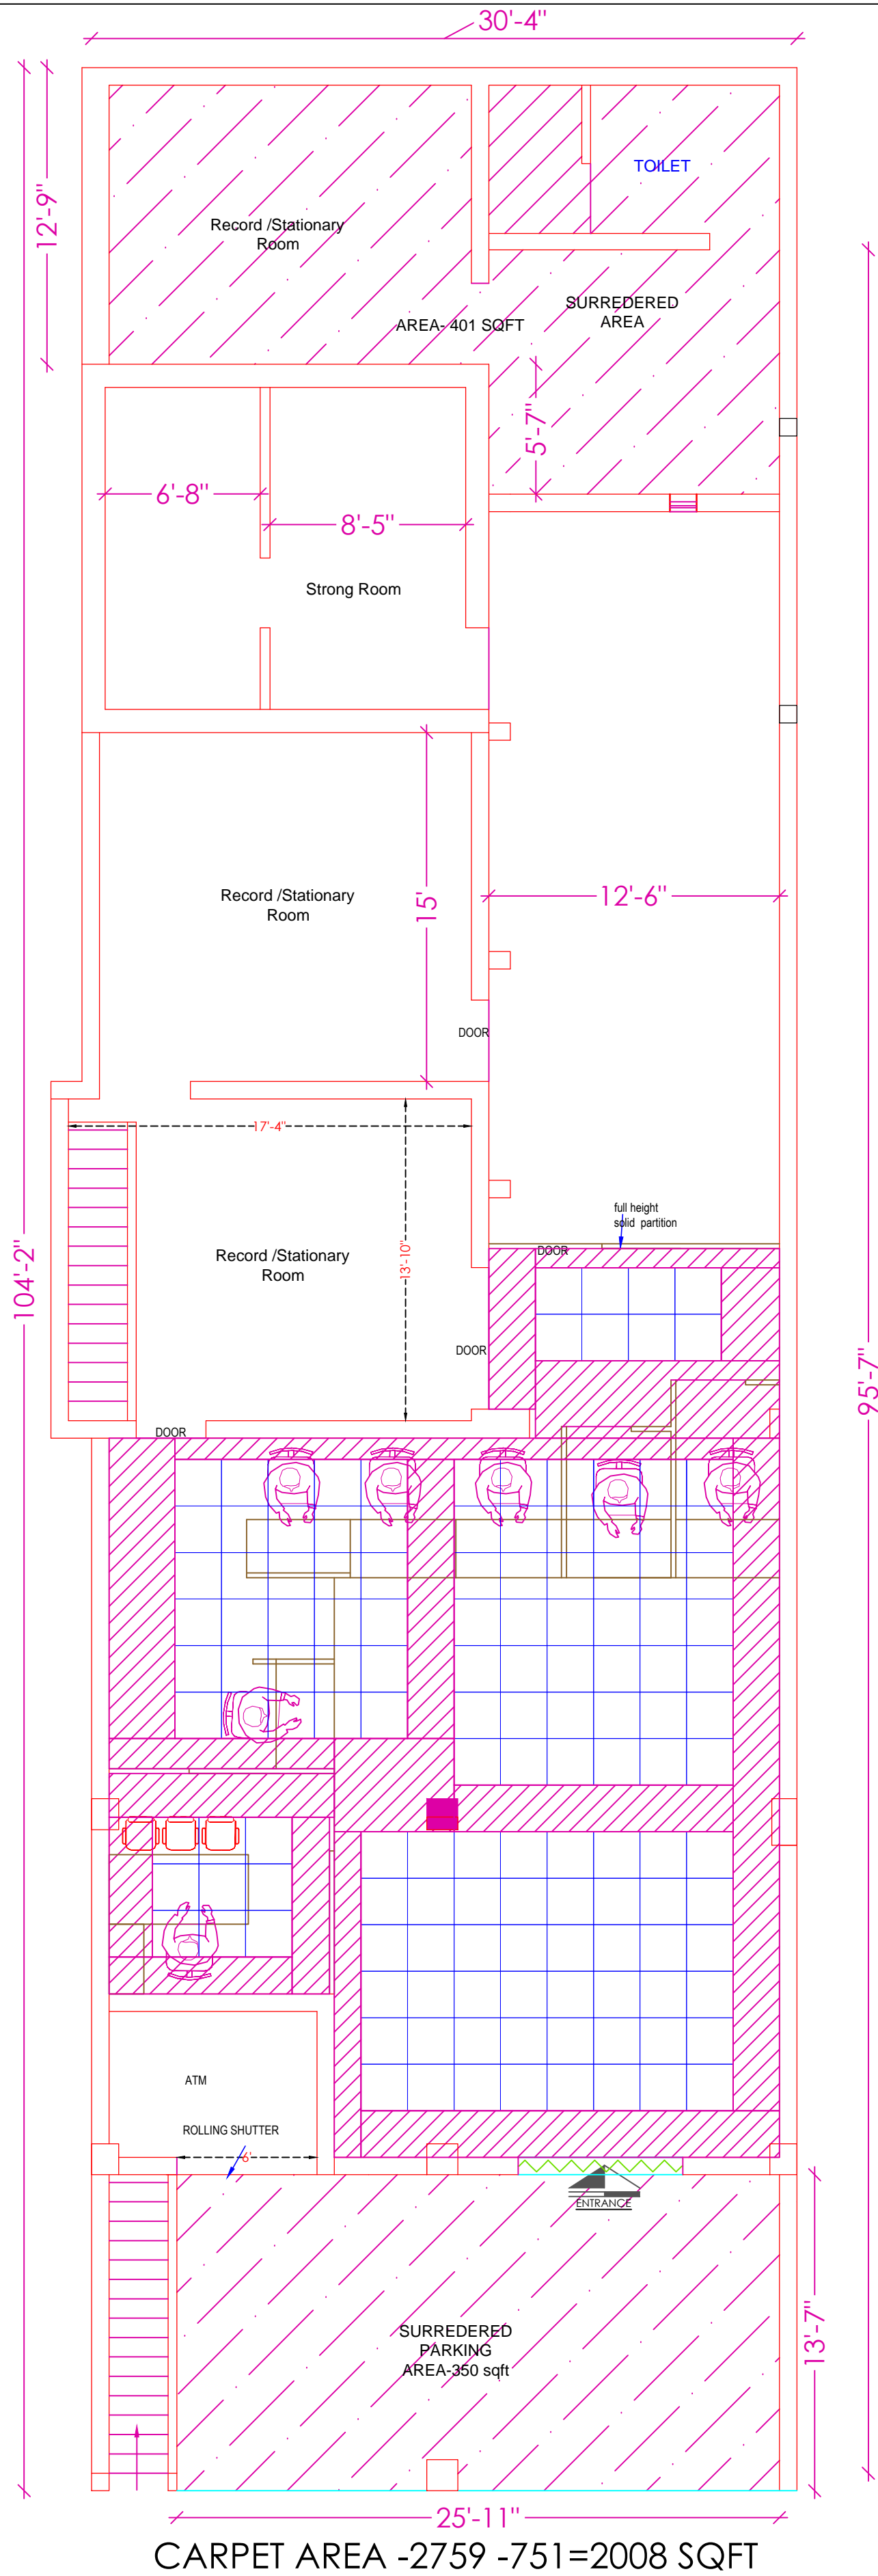 30'-4"
12'-9"
TOILET
Record /Stationary
Room
SURREDERED
AREA
AREA- 401 SQFT
5'-7"
6'-8"
8'-5"
Strong Room
Record /Stationary
Room
15'
12'-6"
DOOR
17'-4"
full height
solid partition
DOOR
Record /Stationary
Room
13'-10"
104'-2"
DOOR
95'-7"
DOOR
ATM
ROLLING SHUTTER
6'
ENTRANCE
SURREDERED
PARKING
AREA-350 sqft
13'-7"
25'-11"
CARPET AREA -2759 -751=2008 SQFT